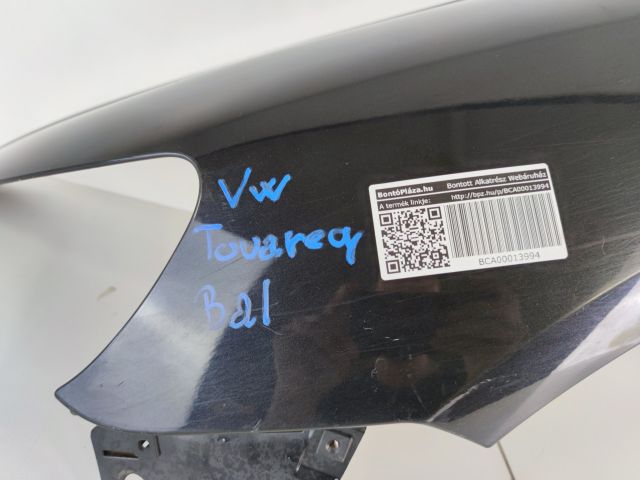 Vw
Touareg
Bal
BontóPláza.hu Bontott Alkatrész Webáruház
A termék linkje: http://bpz.hu/p/BCA00013994
BCA00013994